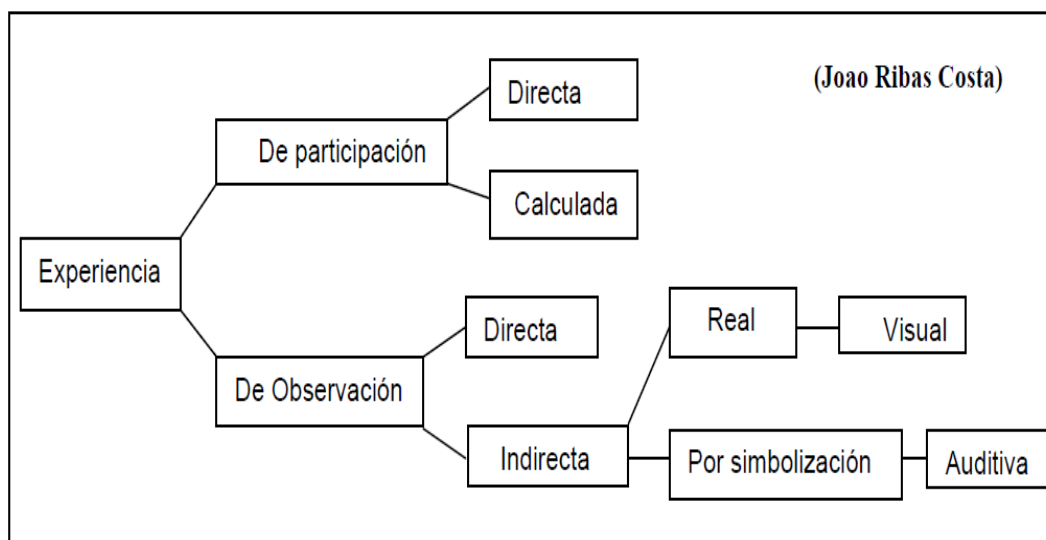 (Joao Ribas Costa)
Directa
De participación
Calculada
Experiencia
Directa
Real
Visual
De Observación
Indirecta
Por simbolización
Auditiva